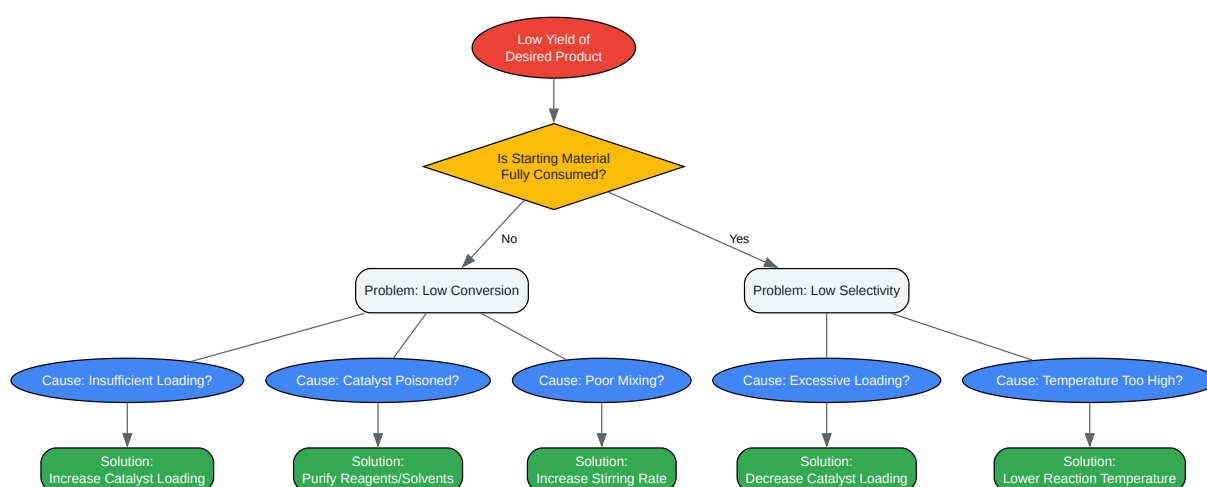 Low Yield of
Desired Product
Is Starting Material
Fully Consumed?
No
Yes
Problem: Low Conversion
Problem: Low Selectivity
Cause: Insufficient Loading?
Cause: Catalyst Poisoned?
Cause: Poor Mixing?
Cause: Excessive Loading?
Cause: Temperature Too High?
Solution:
Increase Catalyst Loading
Solution:
Purify Reagents/Solvents
Solution:
Increase Stirring Rate
Solution:
Decrease Catalyst Loading
Solution:
Lower Reaction Temperature